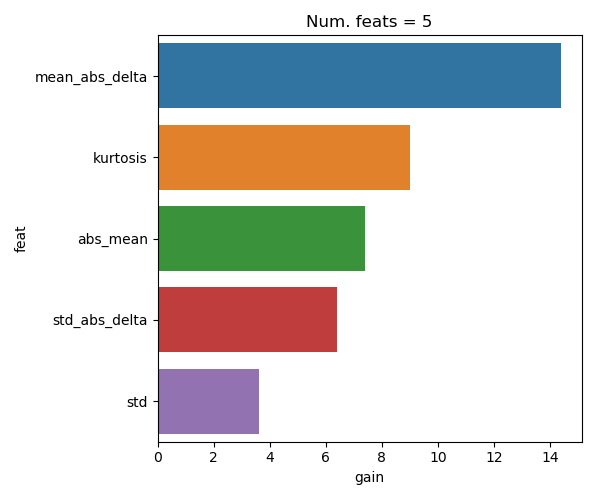 Num. feats = 5
feat
mean_abs_delta
kurtosis
abs_mean
std_abs_delta
std
0 2 4 6 8 10 12 14
gain